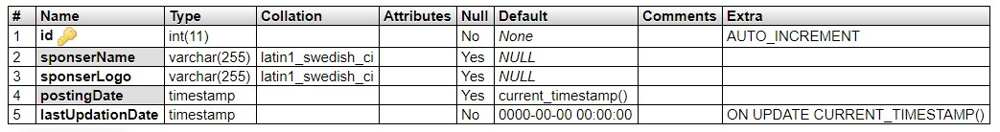 # Name Type Collation Attributes Null Default Comments Extra
1 id int(11) No None AUTO_INCREMENT
2 sponserName varchar(255) latin1_swedish_ci Yes NULL
3 sponserLogo varchar(255) latin1_swedish_ci Yes NULL
4 postingDate timestamp Yes current_timestamp()
5 lastUpdationDate timestamp No 0000-00-00 00:00:00 ON UPDATE CURRENT_TIMESTAMP()